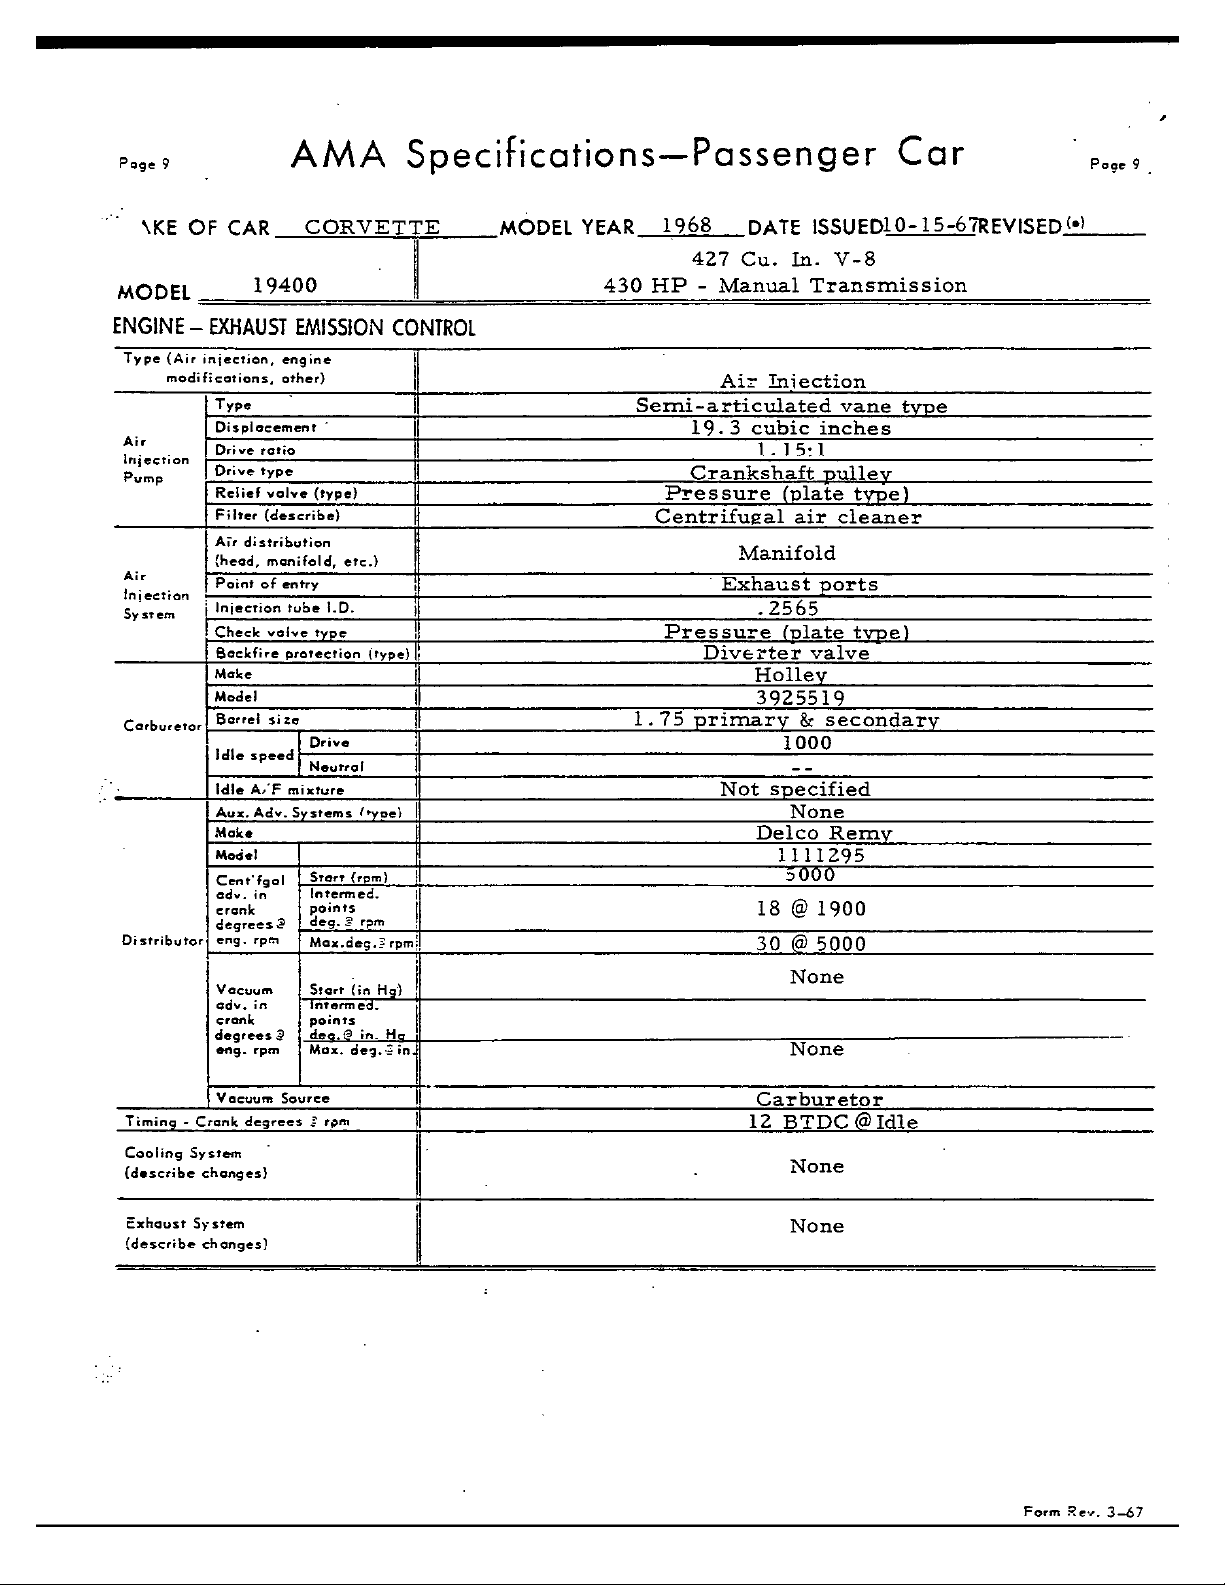 Page 9 AMA Specifications—Passenger Car Page 9
KE OF CAR CORVETTE MODEL YEAR 1968 DATE ISSUED 10-15-67 REVISED (•)
427 Cu. In. V-8
MODEL 19400 430 HP - Manual Transmission
ENGINE – EXHAUST EMISSION CONTROL
Type (Air injection, engine
modifications, other) Air Injection
Air Injection Pump
Type Semi-articulated vane type
Displacement 19.3 cubic inches
Drive ratio 1.15:1
Drive type Crankshaft pulley
Relief valve (type) Pressure (plate type)
Filter (describe) Centrifugal air cleaner
Air Injection System
Air distribution
(head, manifold, etc.) Manifold
Point of entry Exhaust ports
Injection tube I.D. .2565
Check valve type Pressure (plate type)
Backfire protection (type) Diverter valve
Carburetor
Make Holley
Model 3925519
Barrel size 1.75 primary & secondary
Idle speed Drive 1000
Neutral --
Idle A/F mixture Not specified
Distributor
Aux. Adv. Systems (type) None
Make Delco Remy
Model 1111295
Cent'fgal adv. in crank degrees @ eng. rpm
Start (rpm) 5000
Intermed. points deg. @ rpm 18 @ 1900
Max. deg. @ rpm 30 @ 5000
Vacuum adv. in crank degrees @ eng. rpm
Start (in Hg) None
Intermed. points deg. @ in. Hg
Max. deg. @ in. None
Vacuum Source Carburetor
Timing - Crank degrees @ rpm 12 BTDC @ Idle
Cooling System
(describe changes) None
Exhaust System
(describe changes) None
Form Rev. 3-67